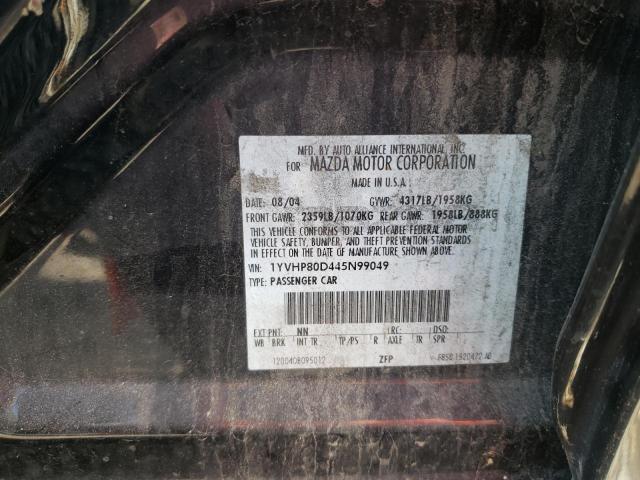 MFD. BY AUTO ALLIANCE INTERNATIONAL, INC.
FOR MAZDA MOTOR CORPORATION
MADE IN U.S.A.
DATE: 08/04 GVWR: 4317LB/1958KG
FRONT GAWR: 2359LB/1070KG REAR GAWR: 1958LB/888KG
THIS VEHICLE CONFORMS TO ALL APPLICABLE FEDERAL MOTOR
VEHICLE SAFETY, BUMPER, AND THEFT PREVENTION STANDARDS
IN EFFECT ON THE DATE OF MANUFACTURE SHOWN ABOVE.
VIN: 1YVHP80D445N99049
TYPE: PASSENGER CAR
EXT PNT: NN RC: DSO:
WB BRK INT TR TP/PS R AXLE TR SPR
120040809S012 ZFP